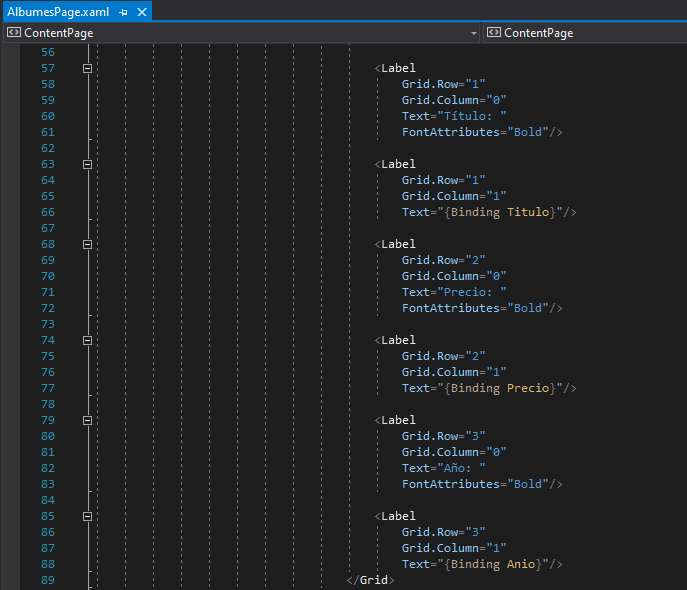 AlbumesPage.xaml
ContentPage ContentPage
56
57 <Label
58 Grid.Row="1"
59 Grid.Column="0"
60 Text="Título: "
61 FontAttributes="Bold"/>
62
63 <Label
64 Grid.Row="1"
65 Grid.Column="1"
66 Text="{Binding Titulo}"/>
67
68 <Label
69 Grid.Row="2"
70 Grid.Column="0"
71 Text="Precio: "
72 FontAttributes="Bold"/>
73
74 <Label
75 Grid.Row="2"
76 Grid.Column="1"
77 Text="{Binding Precio}"/>
78
79 <Label
80 Grid.Row="3"
81 Grid.Column="0"
82 Text="Año: "
83 FontAttributes="Bold"/>
84
85 <Label
86 Grid.Row="3"
87 Grid.Column="1"
88 Text="{Binding Anio}"/>
89 </Grid>